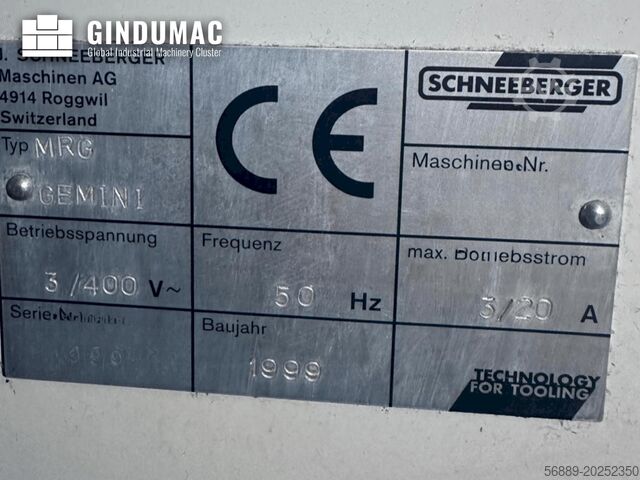 GINDUMAC
Global Industrial Machinery Cluster
J. SCHNEEBERGER
Maschinen AG
4914 Roggwil
Switzerland
Typ MRG
GEMINI
CE
SCHNEEBERGER
Maschinen-Nr.
Betriebsspannung
3/400 V~
Frequenz
50 Hz
max. Betriebsstrom
3/20 A
Baujahr
1999
TECHNOLOGY
FOR TOOLING
56889-20252350